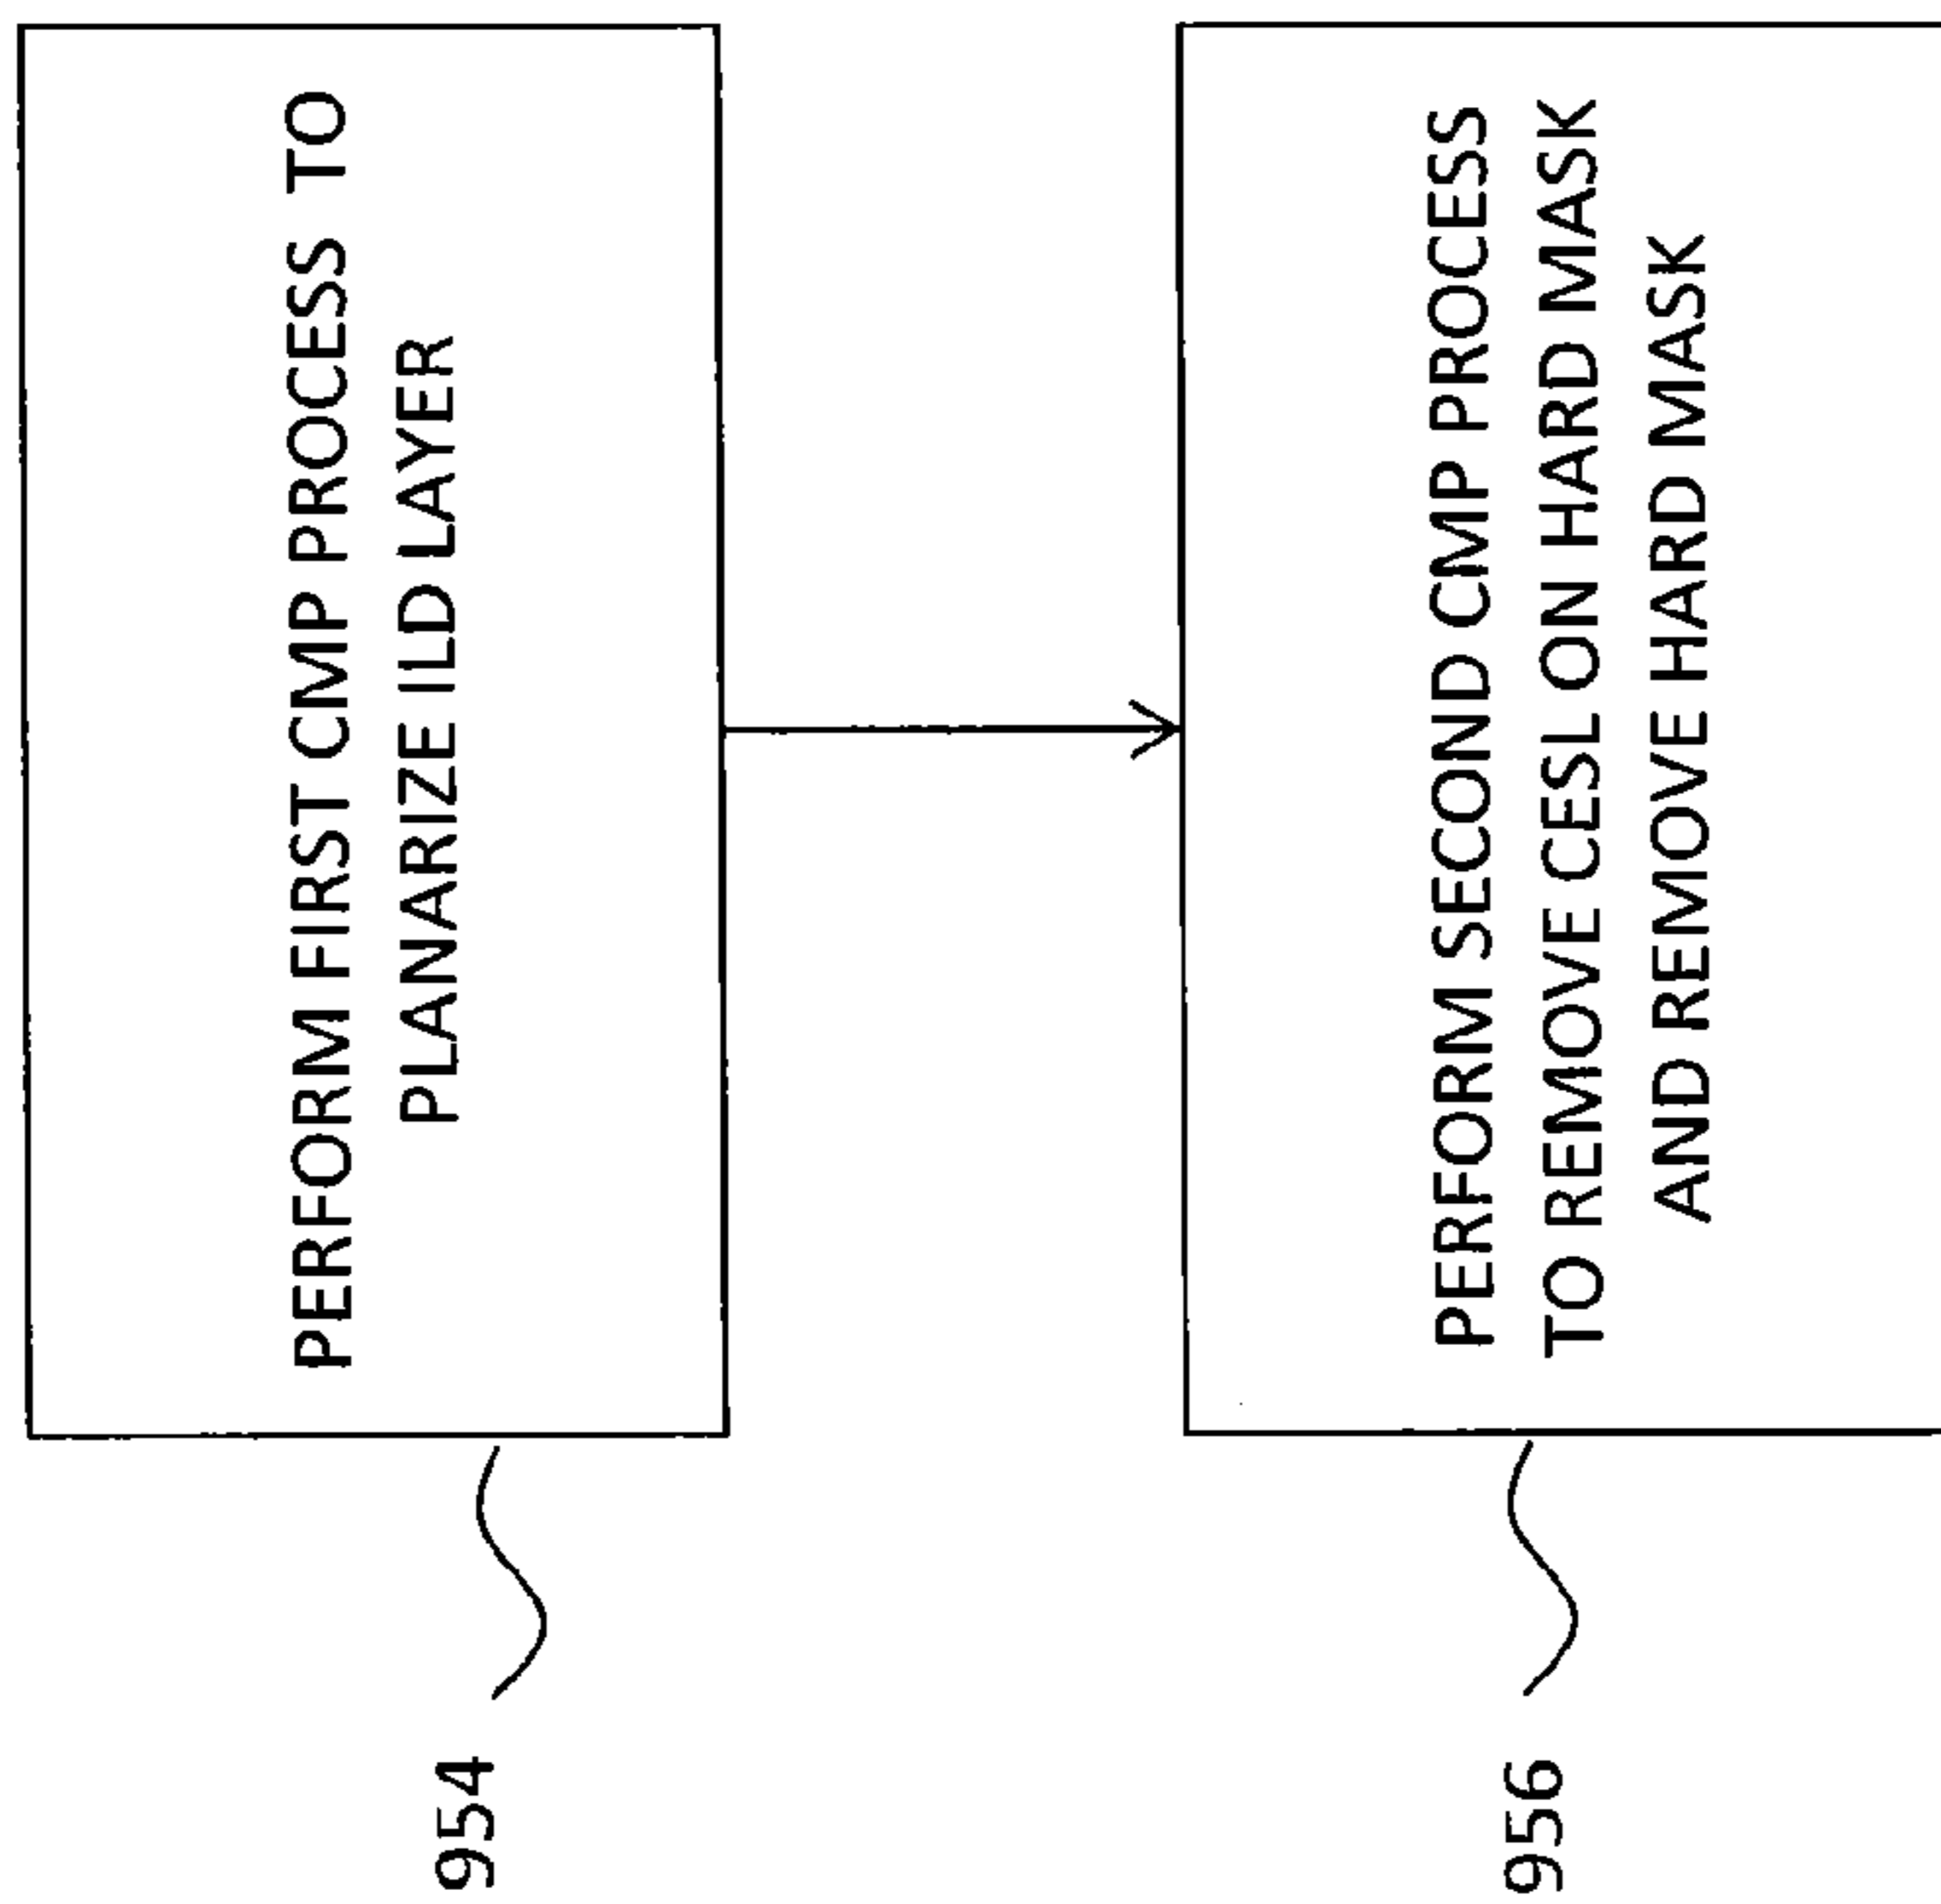 954
PERFORM FIRST CMP PROCESS TO
PLANARIZE ILD LAYER
956
PERFORM SECOND CMP PROCESS
TO REMOVE CESL ON HARD MASK
AND REMOVE HARD MASK